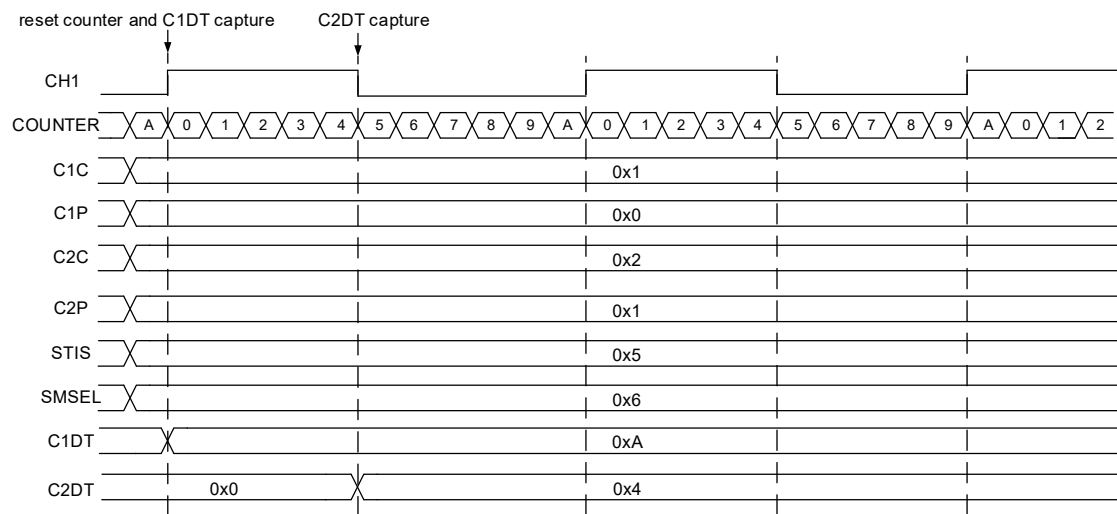 reset counter and C1DT capture C2DT capture
CH1
COUNTER A 0 1 2 3 4 5 6 7 8 9 A 0 1 2 3 4 5 6 7 8 9 A 0 1 2
C1C 0x1
C1P 0x0
C2C 0x2
C2P 0x1
STIS 0x5
SMSEL 0x6
C1DT 0xA
C2DT 0x0 0x4